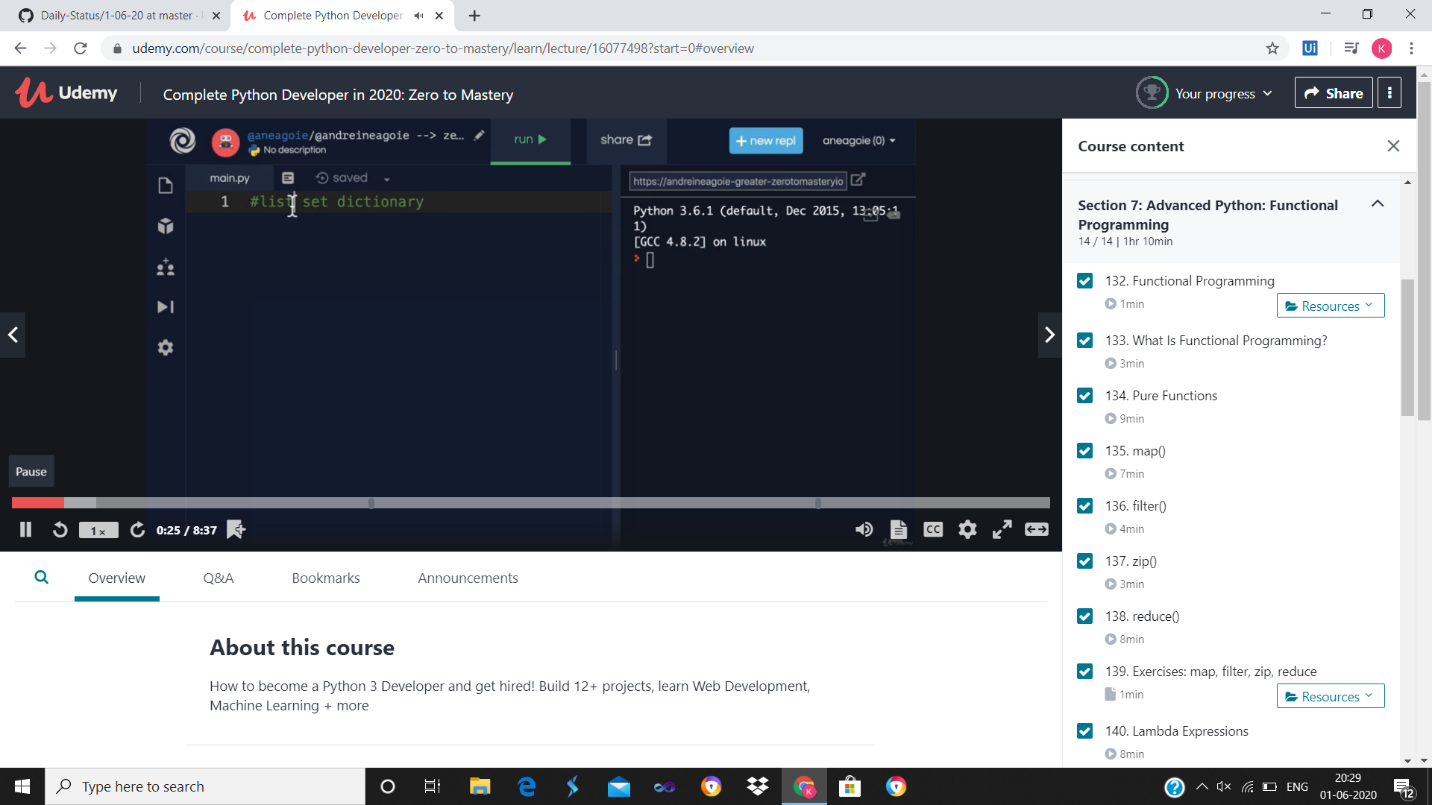 Daily-Status/1-06-20 at master ·
Complete Python Developer
udemy.com/course/complete-python-developer-zero-to-mastery/learn/lecture/16077498?start=0#overview
Ui
K
Udemy
Complete Python Developer in 2020: Zero to Mastery
Your progress
Share
@aneagoie/@andreineagoie --> ze...
No description
run
share
+ new repl
aneagoie (0)
main.py
saved
1 #list set dictionary
https://andreineagoie-greater-zerotomasteryio
Python 3.6.1 (default, Dec 2015, 13:05:1
1)
[GCC 4.8.2] on linux
Pause
1x
0:25 / 8:37
CC
Overview
Q&A
Bookmarks
Announcements
About this course
How to become a Python 3 Developer and get hired! Build 12+ projects, learn Web Development,
Machine Learning + more
Course content
Section 7: Advanced Python: Functional
Programming
14 / 14 | 1hr 10min
132. Functional Programming
1min
Resources
133. What Is Functional Programming?
3min
134. Pure Functions
9min
135. map()
7min
136. filter()
4min
137. zip()
3min
138. reduce()
8min
139. Exercises: map, filter, zip, reduce
1min
Resources
140. Lambda Expressions
8min
Type here to search
ENG
20:29
01-06-2020
12